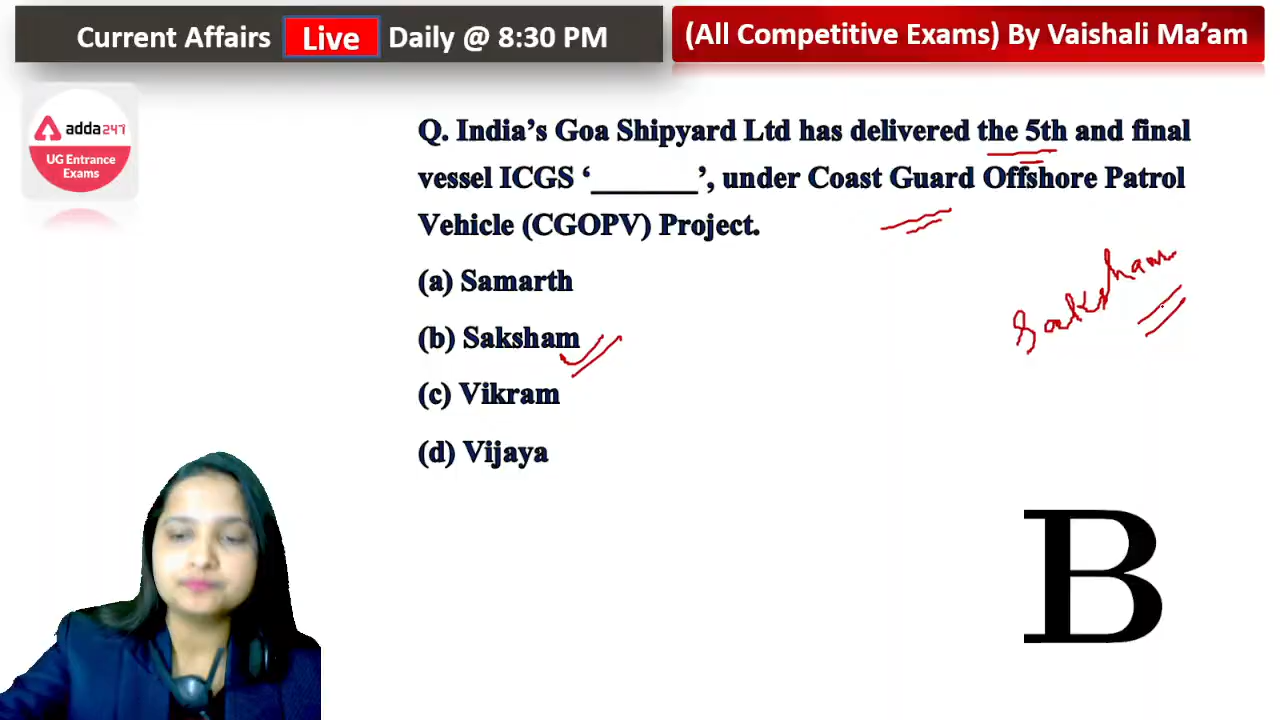 Current Affairs Live Daily @ 8:30 PM
(All Competitive Exams) By Vaishali Ma'am
adda247
UG Entrance
Exams
Q. India's Goa Shipyard Ltd has delivered the 5th and final
vessel ICGS '_______', under Coast Guard Offshore Patrol
Vehicle (CGOPV) Project.
(a) Samarth
(b) Saksham
(c) Vikram
(d) Vijaya
Saksham
B